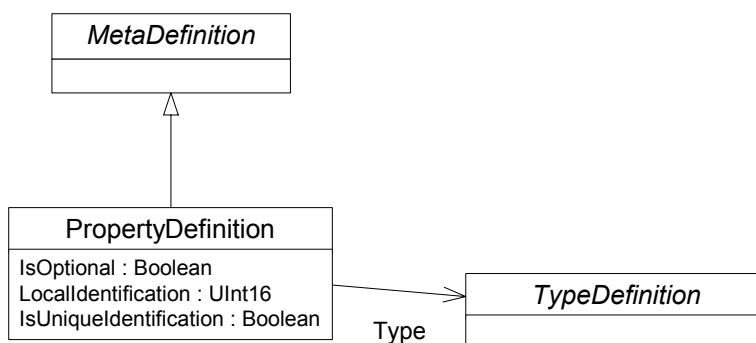 MetaDefinition
PropertyDefinition
IsOptional : Boolean
LocalIdentification : UInt16
IsUniqueIdentification : Boolean
TypeDefinition
Type